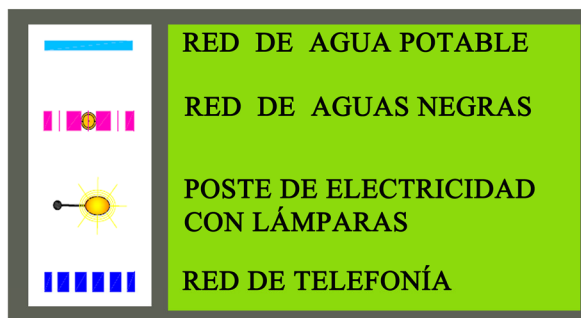 RED DE AGUA POTABLE
RED DE AGUAS NEGRAS
POSTE DE ELECTRICIDAD
CON LÁMPARAS
RED DE TELEFONÍA